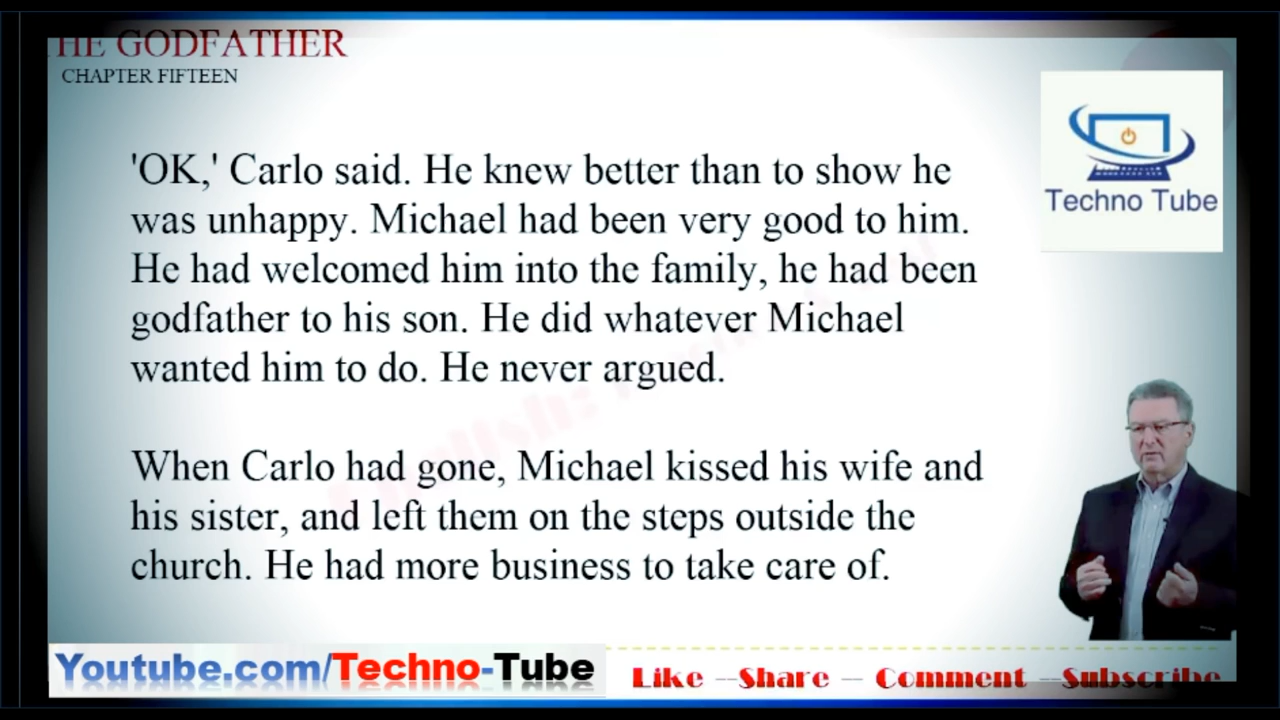 THE GODFATHER
CHAPTER FIFTEEN
Techno Tube
'OK,' Carlo said. He knew better than to show he
was unhappy. Michael had been very good to him.
He had welcomed him into the family, he had been
godfather to his son. He did whatever Michael
wanted him to do. He never argued.
When Carlo had gone, Michael kissed his wife and
his sister, and left them on the steps outside the
church. He had more business to take care of.
Youtube.com/Techno-Tube
Like – Share – Comment – Subscribe